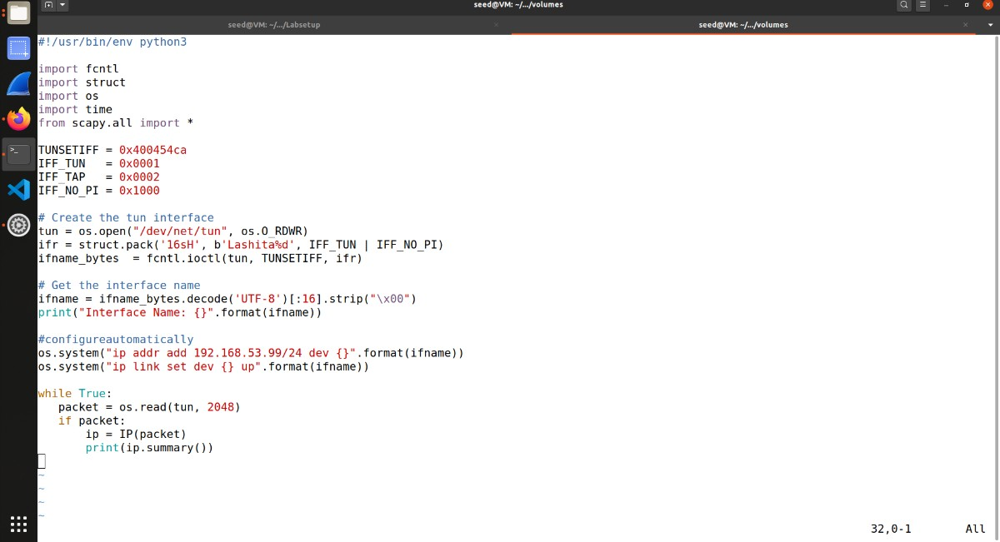 seed@VM: ~/.../volumes
seed@VM: ~/.../Labsetup
seed@VM: ~/.../volumes
#!/usr/bin/env python3
import fcntl
import struct
import os
import time
from scapy.all import *
TUNSETIFF = 0x400454ca
IFF_TUN   = 0x0001
IFF_TAP   = 0x0002
IFF_NO_PI = 0x1000
# Create the tun interface
tun = os.open("/dev/net/tun", os.O_RDWR)
ifr = struct.pack('16sH', b'Lashita%d', IFF_TUN | IFF_NO_PI)
ifname_bytes  = fcntl.ioctl(tun, TUNSETIFF, ifr)
# Get the interface name
ifname = ifname_bytes.decode('UTF-8')[:16].strip("\x00")
print("Interface Name: {}".format(ifname))
#configureautomatically
os.system("ip addr add 192.168.53.99/24 dev {}".format(ifname))
os.system("ip link set dev {} up".format(ifname))
while True:
   packet = os.read(tun, 2048)
   if packet:
       ip = IP(packet)
       print(ip.summary())
~
~
~
~
32,0-1        All